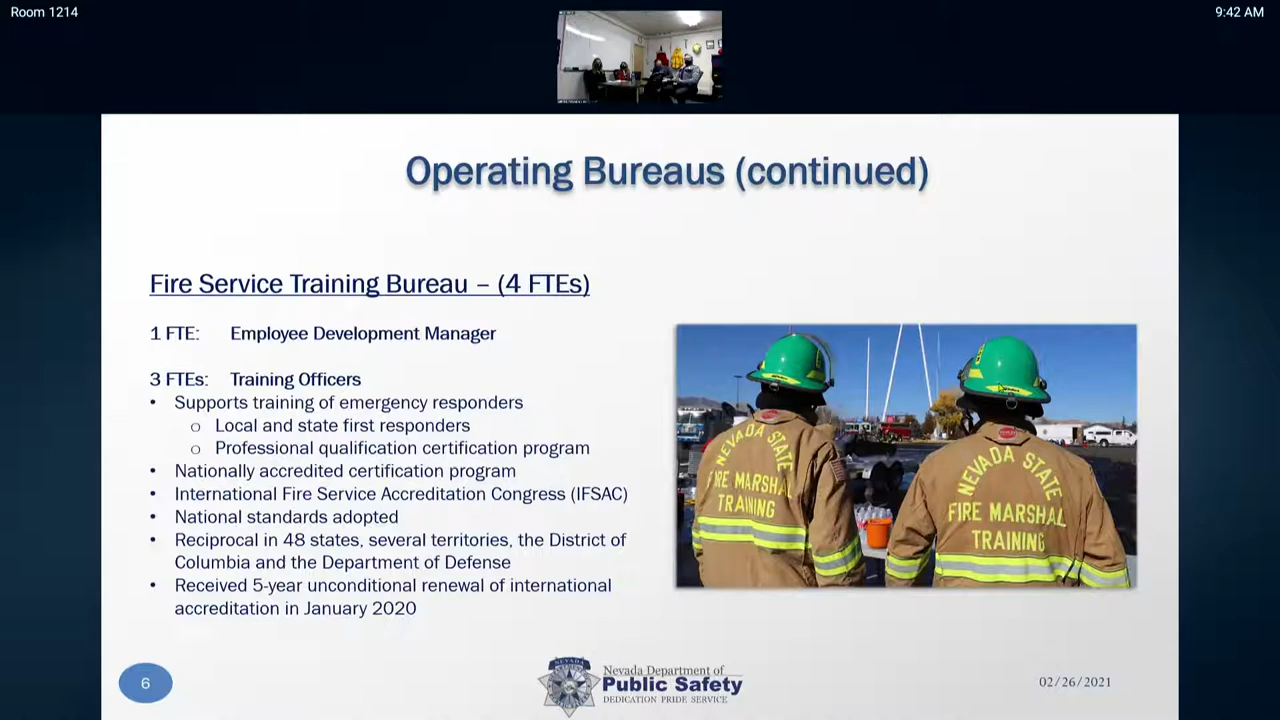 Room 1214
9:42 AM
Operating Bureaus (continued)
Fire Service Training Bureau – (4 FTEs)
1 FTE: Employee Development Manager
3 FTEs: Training Officers
• Supports training of emergency responders
o Local and state first responders
o Professional qualification certification program
• Nationally accredited certification program
• International Fire Service Accreditation Congress (IFSAC)
• National standards adopted
• Reciprocal in 48 states, several territories, the District of
Columbia and the Department of Defense
• Received 5-year unconditional renewal of international
accreditation in January 2020
NEVADA STATE
FIRE MARSHAL
TRAINING
NEVADA STATE
FIRE MARSHAL
TRAINING
6
NEVADA
Nevada Department of
Public Safety
DEDICATION PRIDE SERVICE
02/26/2021